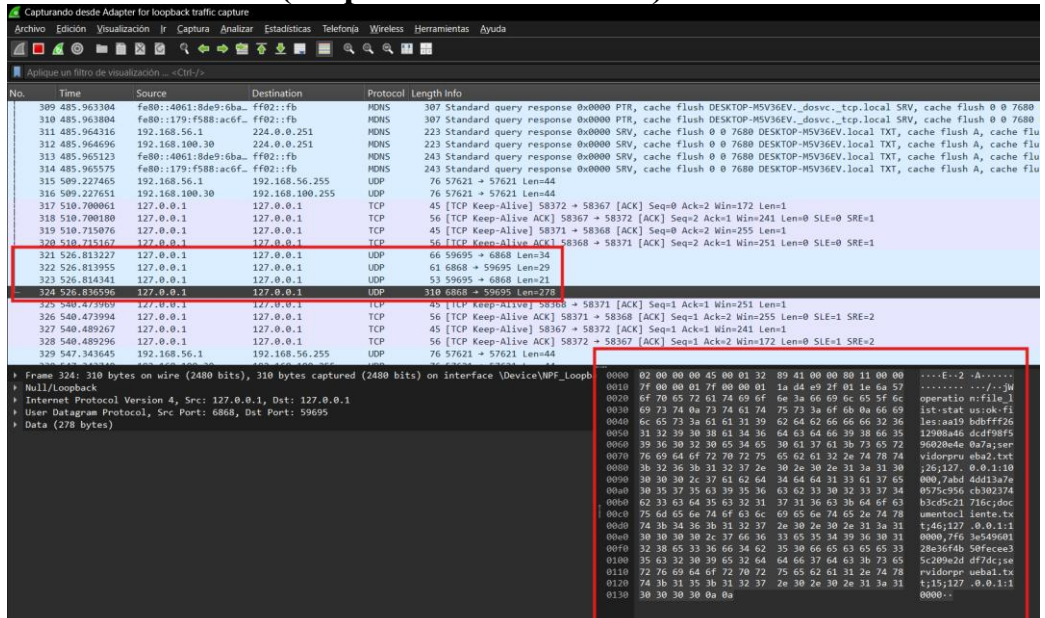 Capturando desde Adapter for loopback traffic capture
Archivo Edición Visualización Ir Captura Analizar Estadísticas Telefonía Wireless Herramientas Ayuda
Aplique un filtro de visualización ... <Ctrl-/>
No. Time Source Destination Protocol Length Info
309 485.963304 fe80::4061:8de9:6ba… ff02::fb MDNS 307 Standard query response 0x0000 PTR, cache flush DESKTOP-M5V36EV._dosvc._tcp.local SRV, cache flush 0 0 7680
310 485.963804 fe80::179:f588:ac6f… ff02::fb MDNS 307 Standard query response 0x0000 PTR, cache flush DESKTOP-M5V36EV._dosvc._tcp.local SRV, cache flush 0 0 7680
311 485.964316 192.168.56.1 224.0.0.251 MDNS 223 Standard query response 0x0000 SRV, cache flush 0 0 7680 DESKTOP-M5V36EV.local TXT, cache flush A, cache flu
312 485.964696 192.168.100.30 224.0.0.251 MDNS 223 Standard query response 0x0000 SRV, cache flush 0 0 7680 DESKTOP-M5V36EV.local TXT, cache flush A, cache flu
313 485.965123 fe80::4061:8de9:6ba… ff02::fb MDNS 243 Standard query response 0x0000 SRV, cache flush 0 0 7680 DESKTOP-M5V36EV.local TXT, cache flush A, cache flu
314 485.965575 fe80::179:f588:ac6f… ff02::fb MDNS 243 Standard query response 0x0000 SRV, cache flush 0 0 7680 DESKTOP-M5V36EV.local TXT, cache flush A, cache flu
315 509.227465 192.168.56.1 192.168.56.255 UDP 76 57621 → 57621 Len=44
316 509.227651 192.168.100.30 192.168.100.255 UDP 76 57621 → 57621 Len=44
317 510.700061 127.0.0.1 127.0.0.1 TCP 45 [TCP Keep-Alive] 58372 → 58367 [ACK] Seq=0 Ack=2 Win=172 Len=1
318 510.700180 127.0.0.1 127.0.0.1 TCP 56 [TCP Keep-Alive ACK] 58367 → 58372 [ACK] Seq=2 Ack=1 Win=241 Len=0 SLE=0 SRE=1
319 510.715076 127.0.0.1 127.0.0.1 TCP 45 [TCP Keep-Alive] 58371 → 58368 [ACK] Seq=0 Ack=2 Win=255 Len=1
320 510.715167 127.0.0.1 127.0.0.1 TCP 56 [TCP Keep-Alive ACK] 58368 → 58371 [ACK] Seq=2 Ack=1 Win=251 Len=0 SLE=0 SRE=1
321 526.813227 127.0.0.1 127.0.0.1 UDP 66 59695 → 6868 Len=34
322 526.813955 127.0.0.1 127.0.0.1 UDP 61 6868 → 59695 Len=29
323 526.814341 127.0.0.1 127.0.0.1 UDP 53 59695 → 6868 Len=21
324 526.836596 127.0.0.1 127.0.0.1 UDP 310 6868 → 59695 Len=278
325 540.473969 127.0.0.1 127.0.0.1 TCP 45 [TCP Keep-Alive] 58368 → 58371 [ACK] Seq=1 Ack=1 Win=251 Len=1
326 540.473994 127.0.0.1 127.0.0.1 TCP 56 [TCP Keep-Alive ACK] 58371 → 58368 [ACK] Seq=1 Ack=2 Win=255 Len=0 SLE=1 SRE=2
327 540.489267 127.0.0.1 127.0.0.1 TCP 45 [TCP Keep-Alive] 58367 → 58372 [ACK] Seq=1 Ack=1 Win=241 Len=1
328 540.489296 127.0.0.1 127.0.0.1 TCP 56 [TCP Keep-Alive ACK] 58372 → 58367 [ACK] Seq=1 Ack=2 Win=172 Len=0 SLE=1 SRE=2
329 547.343645 192.168.56.1 192.168.56.255 UDP 76 57621 → 57621 Len=44
Frame 324: 310 bytes on wire (2480 bits), 310 bytes captured (2480 bits) on interface \Device\NPF_Loopb
Null/Loopback
Internet Protocol Version 4, Src: 127.0.0.1, Dst: 127.0.0.1
User Datagram Protocol, Src Port: 6868, Dst Port: 59695
Data (278 bytes)
0000 02 00 00 00 45 00 01 32 89 41 00 00 80 11 00 00 ····E··2 ·A······
0010 7f 00 00 01 7f 00 00 01 1a d4 e9 2f 01 1e 6a 57 ········ ···/··jW
0020 6f 70 65 72 61 74 69 6f 6e 3a 66 69 6c 65 5f 6c operatio n:file_l
0030 69 73 74 0a 73 74 61 74 75 73 3a 6f 6b 0a 66 69 ist·stat us:ok·fi
0040 6c 65 73 3a 61 61 31 39 62 64 62 66 66 66 32 36 les:aa19 bdbfff26
0050 31 32 39 30 38 61 34 36 64 63 64 66 39 38 66 35 12908a46 dcdf98f5
0060 39 36 30 32 30 65 34 65 30 61 37 61 3b 73 65 72 96020e4e 0a7a;ser
0070 76 69 64 6f 72 70 72 75 65 62 61 32 2e 74 78 74 vidorpru eba2.txt
0080 3b 32 36 3b 31 32 37 2e 30 2e 30 2e 31 3a 31 30 ;26;127. 0.0.1:10
0090 30 30 30 2c 37 61 62 64 34 64 64 31 33 61 37 65 000,7abd 4dd13a7e
00a0 30 35 37 35 63 39 35 36 63 62 33 30 32 33 37 34 0575c956 cb302374
00b0 62 33 63 64 35 63 32 31 37 31 36 63 3b 64 6f 63 b3cd5c21 716c;doc
00c0 75 6d 65 6e 74 6f 63 6c 69 65 6e 74 65 2e 74 78 umentocl iente.tx
00d0 74 3b 34 36 3b 31 32 37 2e 30 2e 30 2e 31 3a 31 t;46;127 .0.0.1:1
00e0 30 30 30 30 2c 37 66 36 33 65 35 34 39 36 30 31 0000,7f6 3e549601
00f0 32 38 65 33 36 66 34 62 35 30 66 65 63 65 65 33 28e36f4b 50fecee3
0100 35 63 32 30 39 65 32 64 64 66 37 64 63 3b 73 65 5c209e2d df7dc;se
0110 72 76 69 64 6f 72 70 72 75 65 62 61 31 2e 74 78 rvidorpr ueba1.tx
0120 74 3b 31 35 3b 31 32 37 2e 30 2e 30 2e 31 3a 31 t;15;127 .0.0.1:1
0130 30 30 30 30 0a 0a 0000··